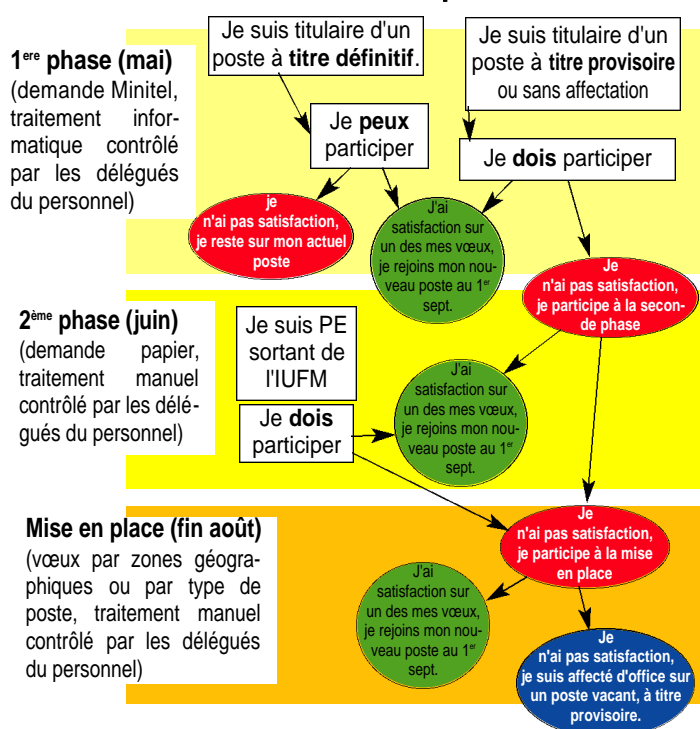 Je suis titulaire d'un
poste à titre définitif.
Je suis titulaire d'un
poste à titre provisoire
ou sans affectation
1ere phase (mai)
(demande Minitel,
traitement infor-
matique contrôlé
par les délégués
du personnel)
Je peux
participer
Je dois participer
je
n'ai pas satisfaction,
je reste sur mon actuel
poste
J'ai
satisfaction sur
un des mes vœux,
je rejoins mon nou-
veau poste au 1er
sept.
Je
n'ai pas satisfaction,
je participe à la secon-
de phase
2ème phase (juin)
(demande papier,
traitement manuel
contrôlé par les délé-
gués du personnel)
Je suis PE
sortant de
l'IUFM
Je dois
participer
J'ai
satisfaction sur
un des mes vœux,
je rejoins mon nou-
veau poste au 1er
sept.
Mise en place (fin août)
(vœux par zones géogra-
phiques ou par type de
poste, traitement manuel
contrôlé par les délégués
du personnel)
Je
n'ai pas satisfaction,
je participe à la mise
en place
J'ai
satisfaction sur
un des mes vœux,
je rejoins mon nou-
veau poste au 1er
sept.
Je
n'ai pas satisfaction,
je suis affecté d'office sur
un poste vacant, à titre
provisoire.